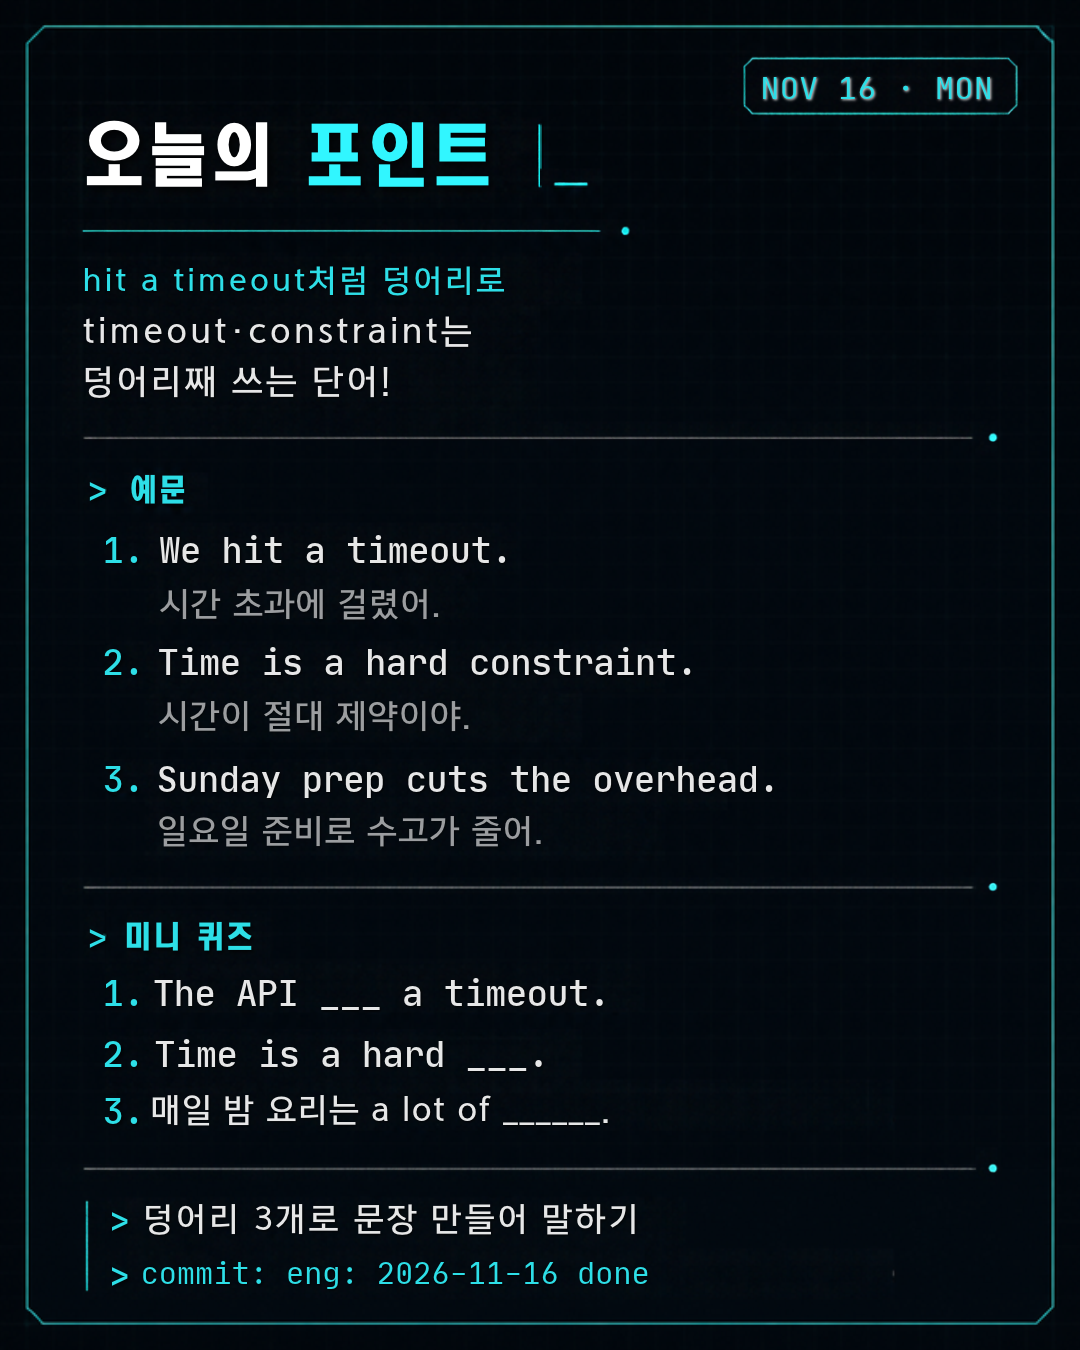 NOV 16 · MON
오늘의 포인트 |_
hit a timeout처럼 덩어리로
timeout·constraint는
덩어리째 쓰는 단어!
> 예문
1. We hit a timeout.
시간 초과에 걸렸어.
2. Time is a hard constraint.
시간이 절대 제약이야.
3. Sunday prep cuts the overhead.
일요일 준비로 수고가 줄어.
> 미니 퀴즈
1. The API ___ a timeout.
2. Time is a hard ___.
3. 매일 밤 요리는 a lot of ______.
> 덩어리 3개로 문장 만들어 말하기
> commit: eng: 2026-11-16 done